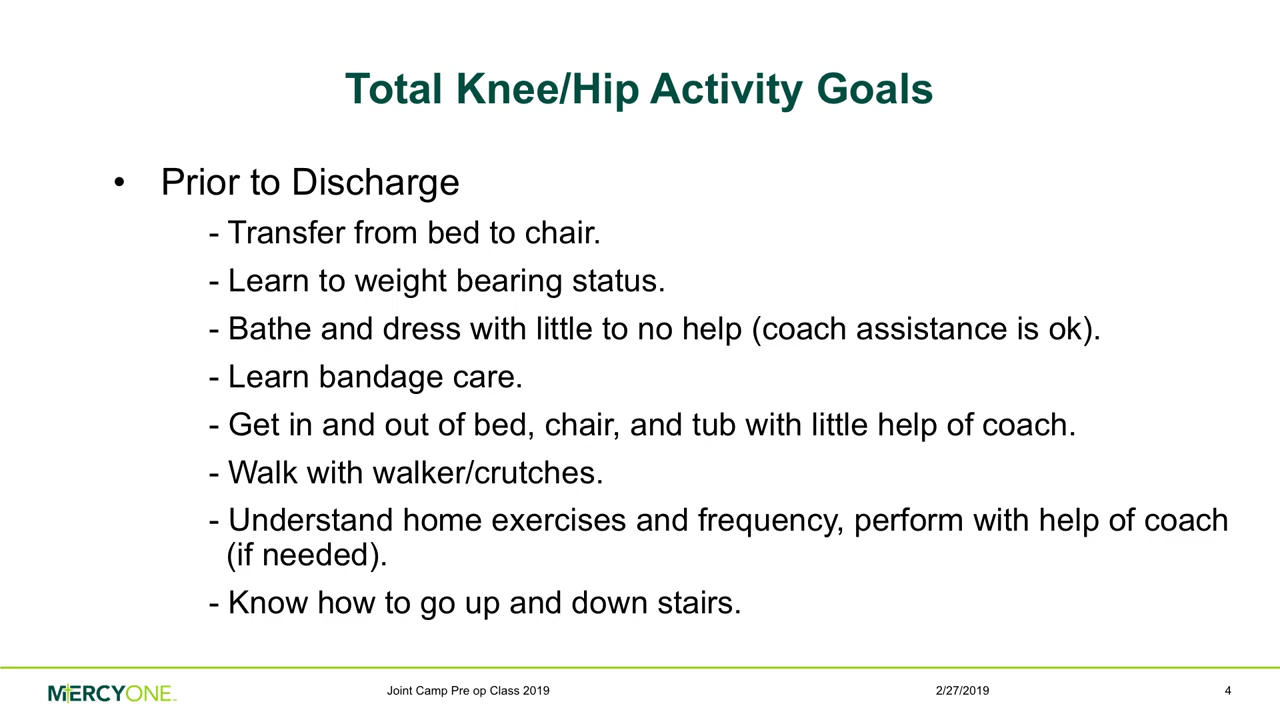 Total Knee/Hip Activity Goals
• Prior to Discharge
- Transfer from bed to chair.
- Learn to weight bearing status.
- Bathe and dress with little to no help (coach assistance is ok).
- Learn bandage care.
- Get in and out of bed, chair, and tub with little help of coach.
- Walk with walker/crutches.
- Understand home exercises and frequency, perform with help of coach
(if needed).
- Know how to go up and down stairs.
MERCYONE
Joint Camp Pre op Class 2019
2/27/2019
4